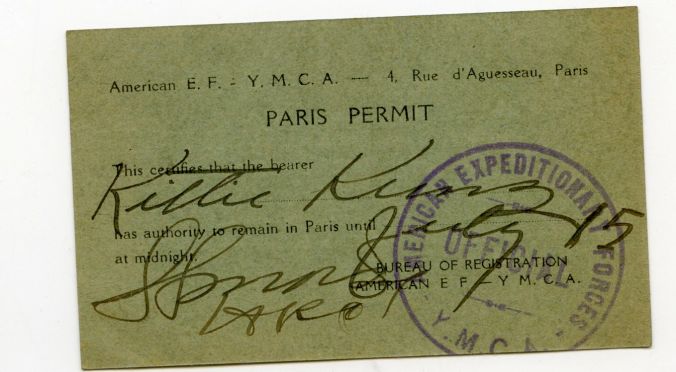 American E. F. - Y. M. C. A. — 4, Rue d'Aguesseau, Paris
PARIS PERMIT
This certifies that the bearer
Kittie
has authority to remain in Paris until July 15
at midnight.
BUREAU OF REGISTRATION
AMERICAN E F - Y M. C. A.
AMERICAN EXPEDITIONARY FORCES
OFFICIAL
Y.M.C.A.